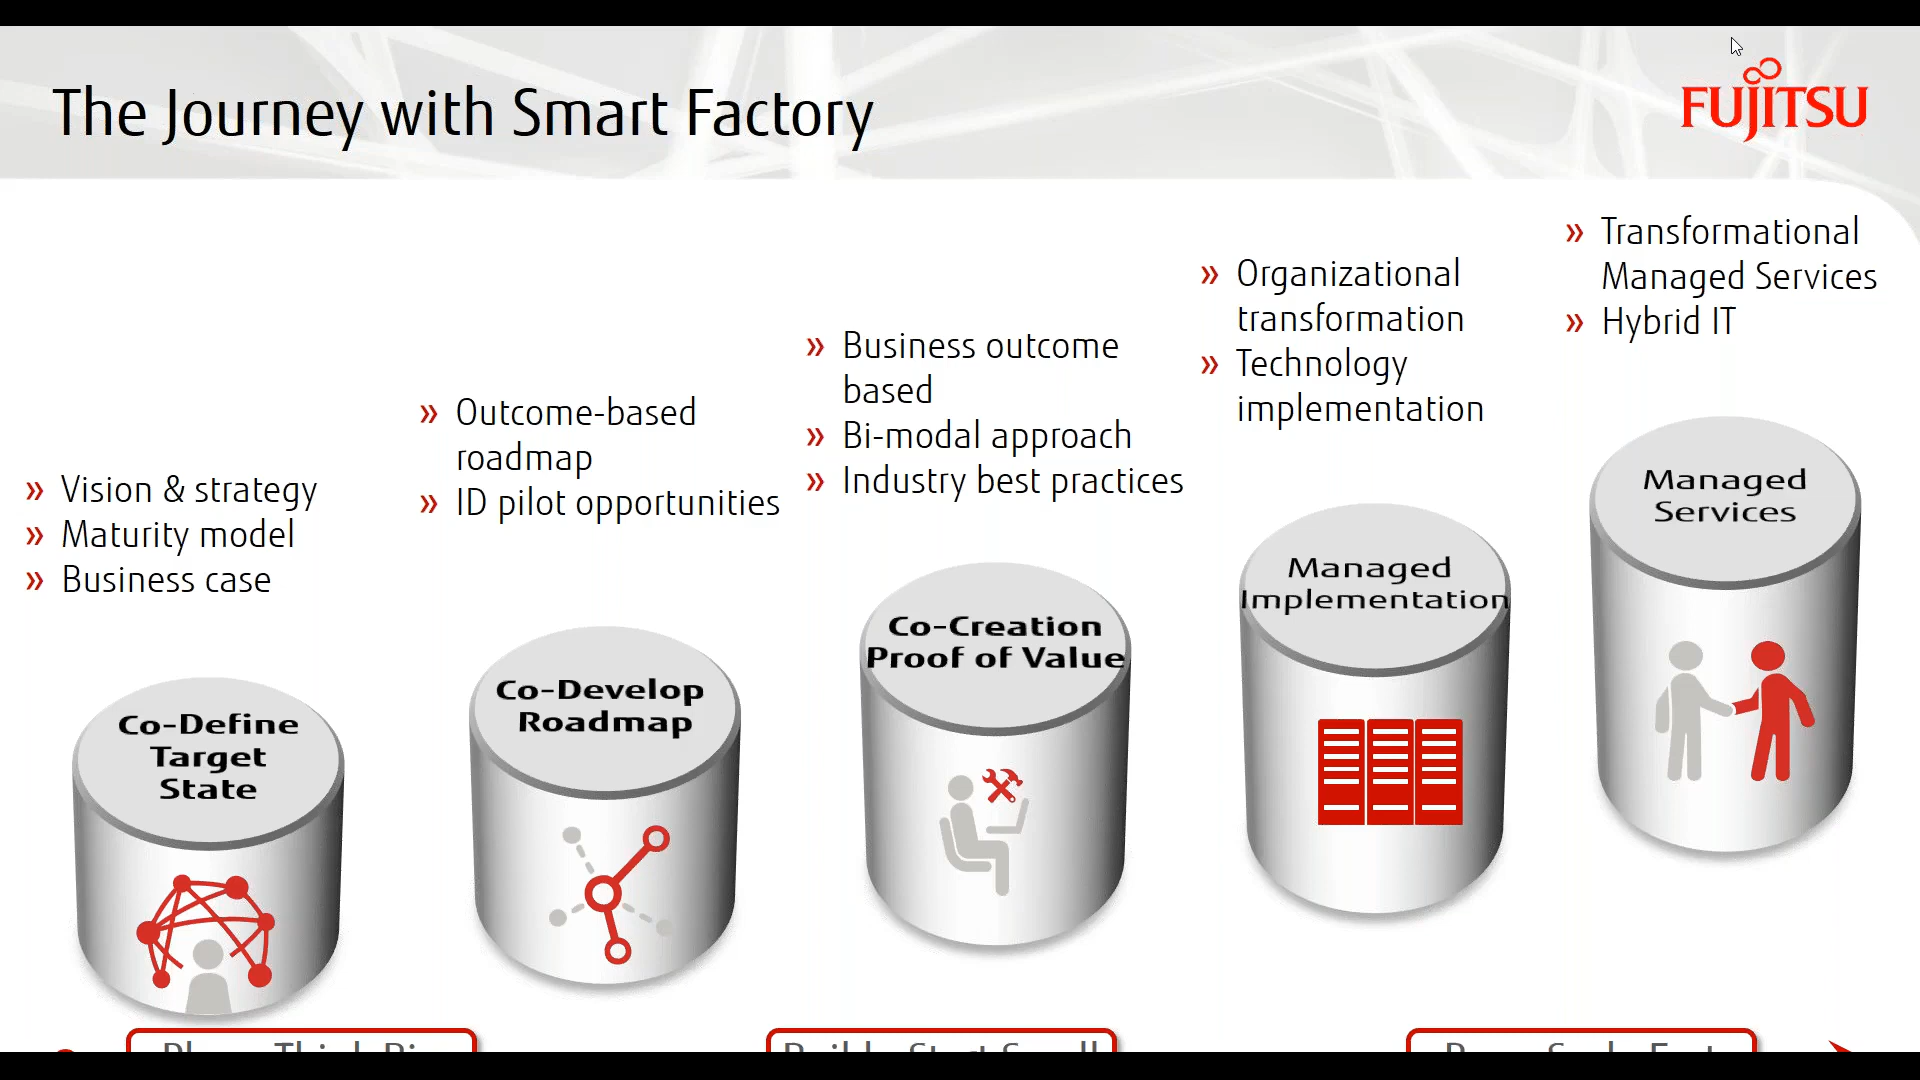 The Journey with Smart Factory
FUJITSU
» Vision & strategy
» Maturity model
» Business case
Co-Define
Target
State
» Outcome-based
roadmap
» ID pilot opportunities
Co-Develop
Roadmap
» Business outcome
based
» Bi-modal approach
» Industry best practices
Co-Creation
Proof of Value
» Organizational
transformation
» Technology
implementation
Managed
Implementation
» Transformational
Managed Services
» Hybrid IT
Managed
Services